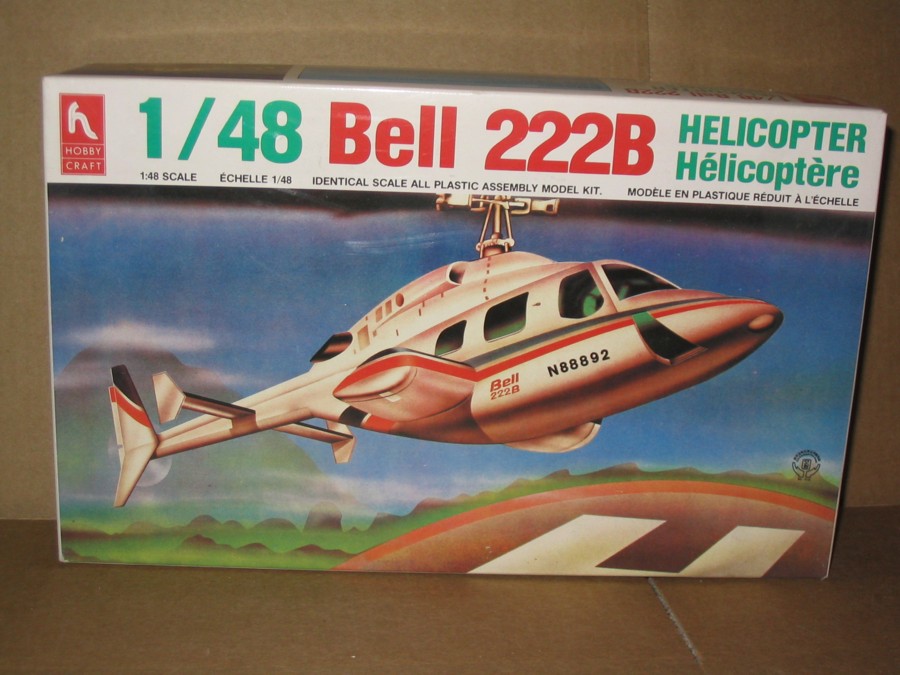 HOBBY
CRAFT
1/48 Bell 222B
HELICOPTER
Hélicoptère
1:48 SCALE ÉCHELLE 1/48 IDENTICAL SCALE ALL PLASTIC ASSEMBLY MODEL KIT. MODÈLE EN PLASTIQUE RÉDUIT À L'ÉCHELLE
N88892
Bell
222B